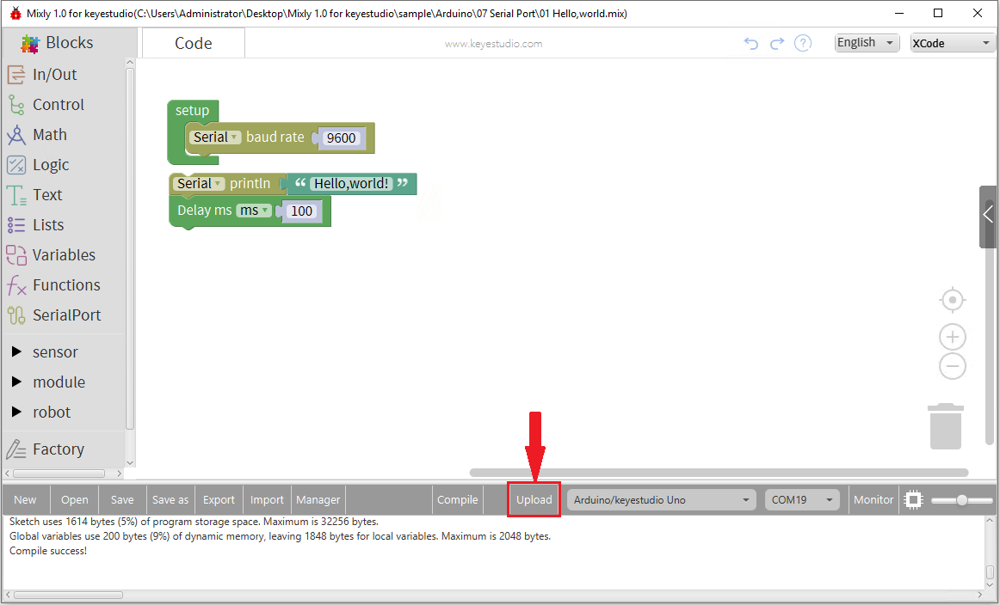 Mixly 1.0 for keyestudio(C:\Users\Administrator\Desktop\Mixly 1.0 for keyestudio\sample\Arduino\07 Serial Port\01 Hello,world.mix)
Blocks
Code
www.keyestudio.com
?
English
XCode
In/Out
Control
Math
Logic
Text
Lists
Variables
Functions
SerialPort
sensor
module
robot
Factory
setup
Serial baud rate 9600
Serial println “ Hello,world! ”
Delay ms ms 100
New Open Save Save as Export Import Manager Compile Upload Arduino/keyestudio Uno COM19 Monitor
Sketch uses 1614 bytes (5%) of program storage space. Maximum is 32256 bytes.
Global variables use 200 bytes (9%) of dynamic memory, leaving 1848 bytes for local variables. Maximum is 2048 bytes.
Compile success!